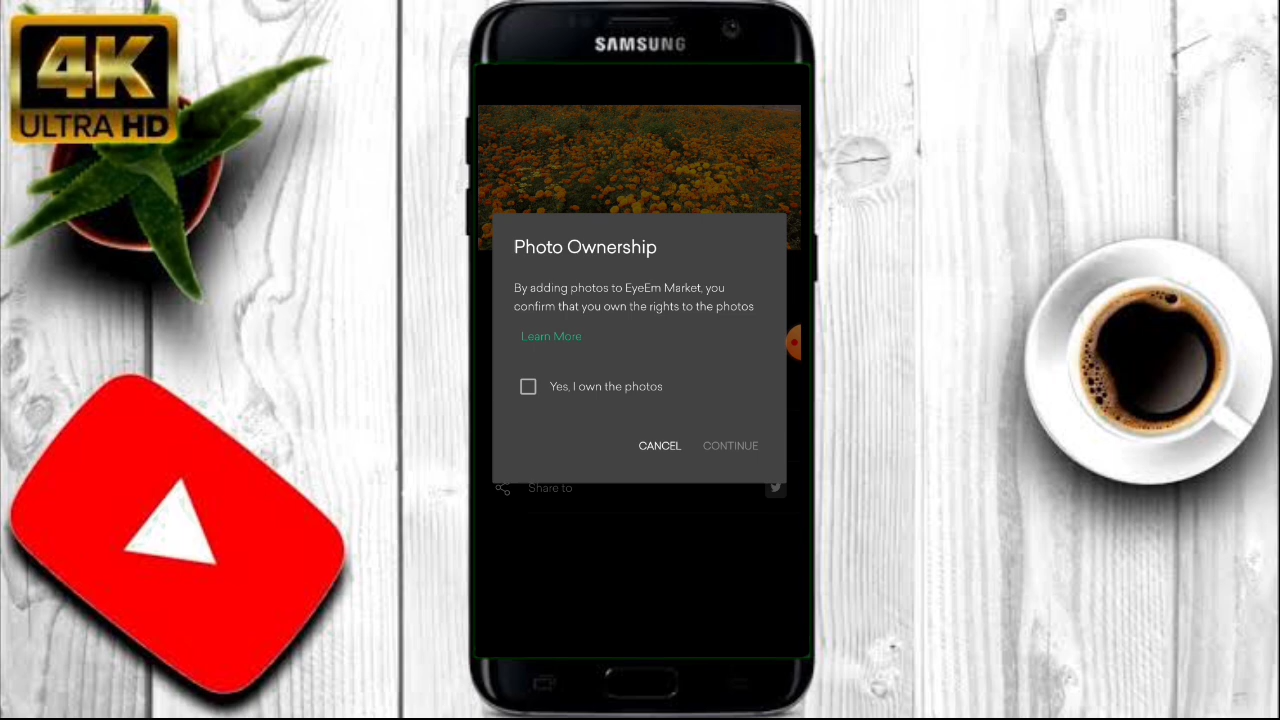 4K
ULTRA HD
SAMSUNG
Photo Ownership
By adding photos to EyeEm Market, you
confirm that you own the rights to the photos
Learn More
Yes, I own the photos
CANCEL CONTINUE
Share to